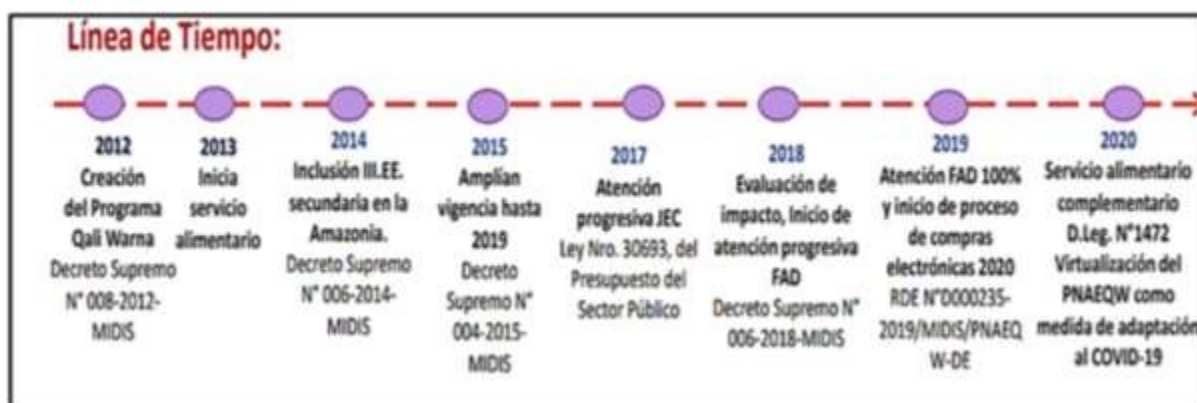 Línea de Tiempo:
2012
Creación
del Programa
Qali Warna
Decreto Supremo
N° 008-2012-
MIDIS
2013
Inicia
servicio
alimentario
2014
Inclusión III.EE.
secundaria en la
Amazonia.
Decreto Supremo
N° 006-2014-
MIDIS
2015
Amplían
vigencia hasta
2019
Decreto
Supremo N°
004-2015-
MIDIS
2017
Atención
progresiva JEC
Ley Nro. 30693, del
Presupuesto del
Sector Público
2018
Evaluación de
impacto, Inicio de
atención progresiva
FAD
Decreto Supremo N°
006-2018-MIDIS
2019
Atención FAD 100%
y inicio de proceso
de compras
electrónicas 2020
RDE N°D000235-
2019/MIDIS/PNAEQ
W-DE
2020
Servicio alimentario
complementario
D.Leg. N°1472
Virtualización del
PNAEQW como
medida de adaptación
al COVID-19